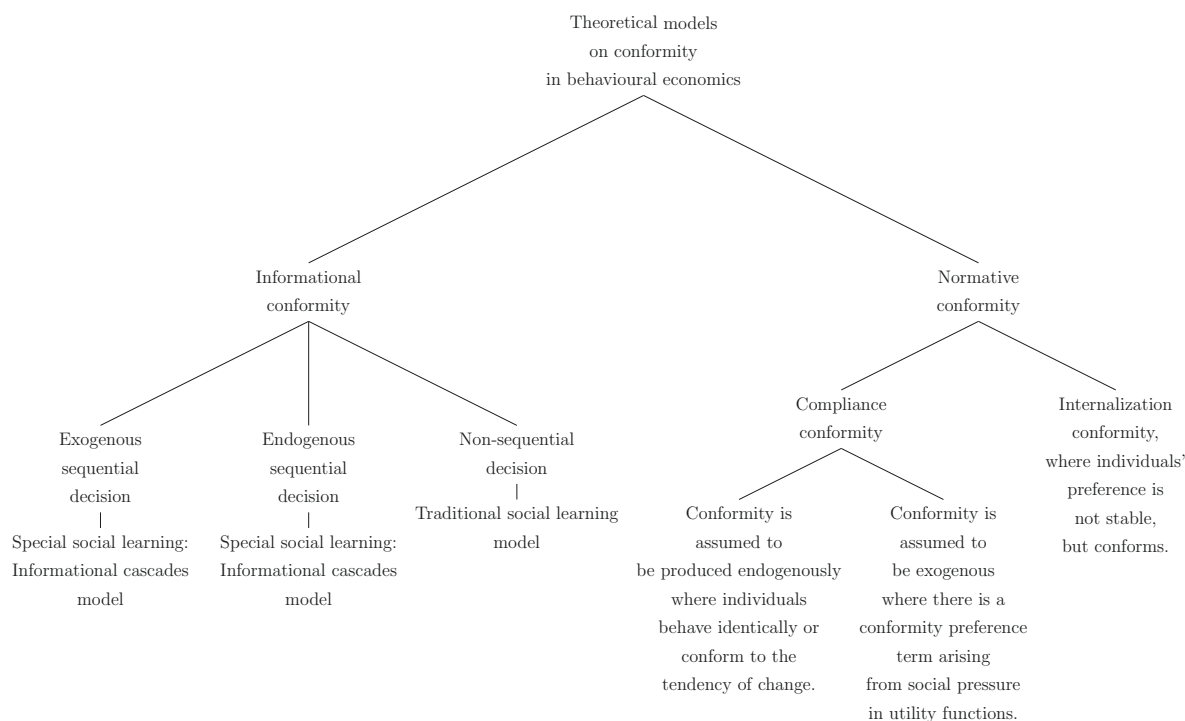 Theoretical models
on conformity
in behavioural economics
Informational
conformity
Normative
conformity
Exogenous
sequential
decision
Special social learning:
Informational cascades
model
Endogenous
sequential
decision
Special social learning:
Informational cascades
model
Non-sequential
decision
Traditional social learning
model
Compliance
conformity
Conformity is
assumed to
be produced endogenously
where individuals
behave identically or
conform to the
tendency of change.
Conformity is
assumed to
be exogenous
where there is a
conformity preference
term arising
from social pressure
in utility functions.
Internalization
conformity,
where individuals'
preference is
not stable,
but conforms.